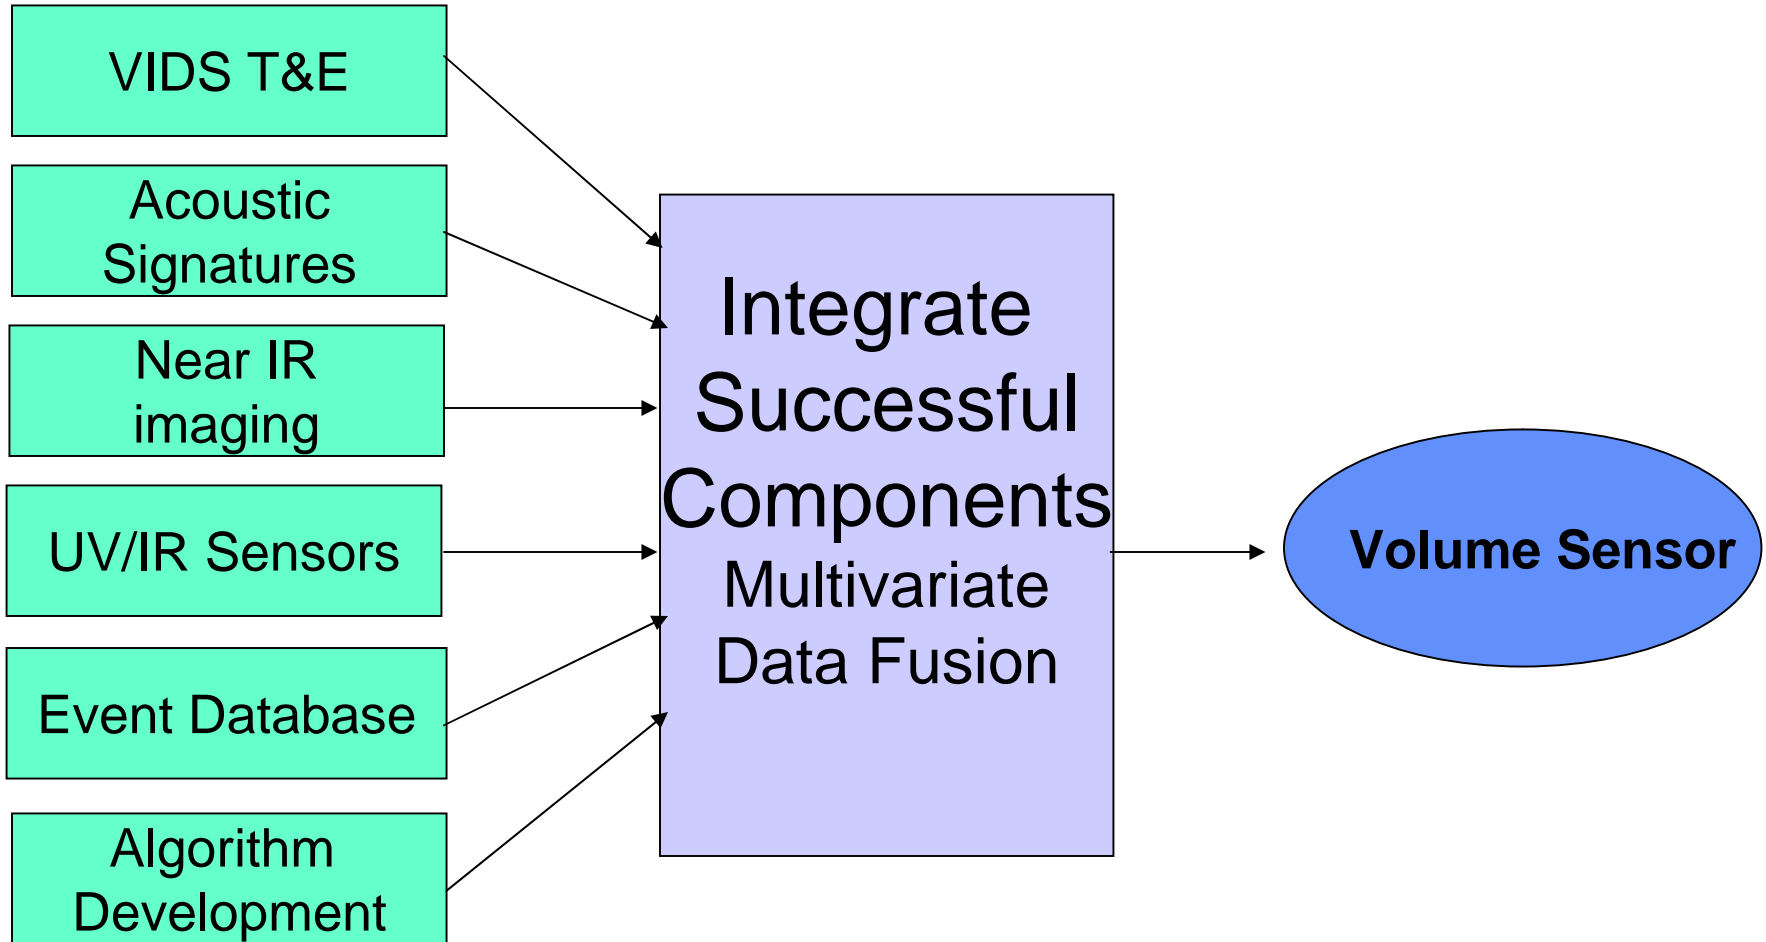 VIDS T&E
Acoustic
Signatures
Near IR
imaging
UV/IR Sensors
Event Database
Algorithm
Development
Integrate
Successful
Components
Multivariate
Data Fusion
Volume Sensor